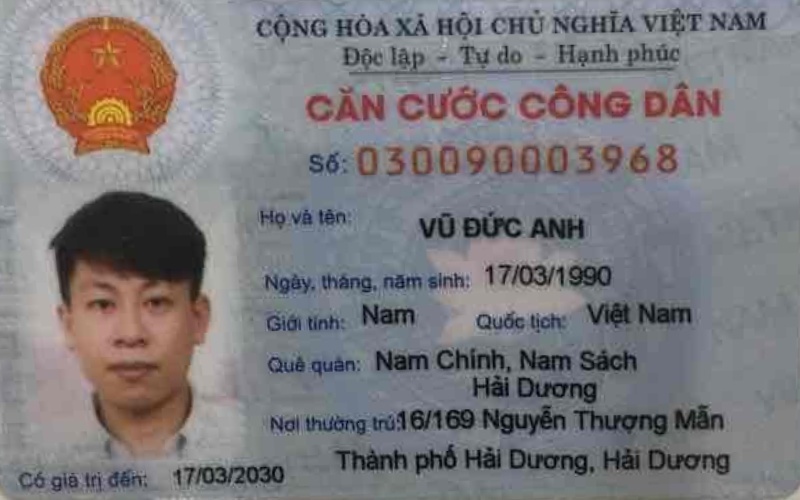 CỘNG HÒA XÃ HỘI CHỦ NGHĨA VIỆT NAM
Độc lập - Tự do - Hạnh phúc
CĂN CƯỚC CÔNG DÂN
Số: 030090003968
Họ và tên: VŨ ĐỨC ANH
Ngày, tháng, năm sinh: 17/03/1990
Giới tính: Nam Quốc tịch: Việt Nam
Quê quán: Nam Chính, Nam Sách
Hải Dương
Nơi thường trú: 16/169 Nguyễn Thượng Mẫn
Thành phố Hải Dương, Hải Dương
Có giá trị đến: 17/03/2030